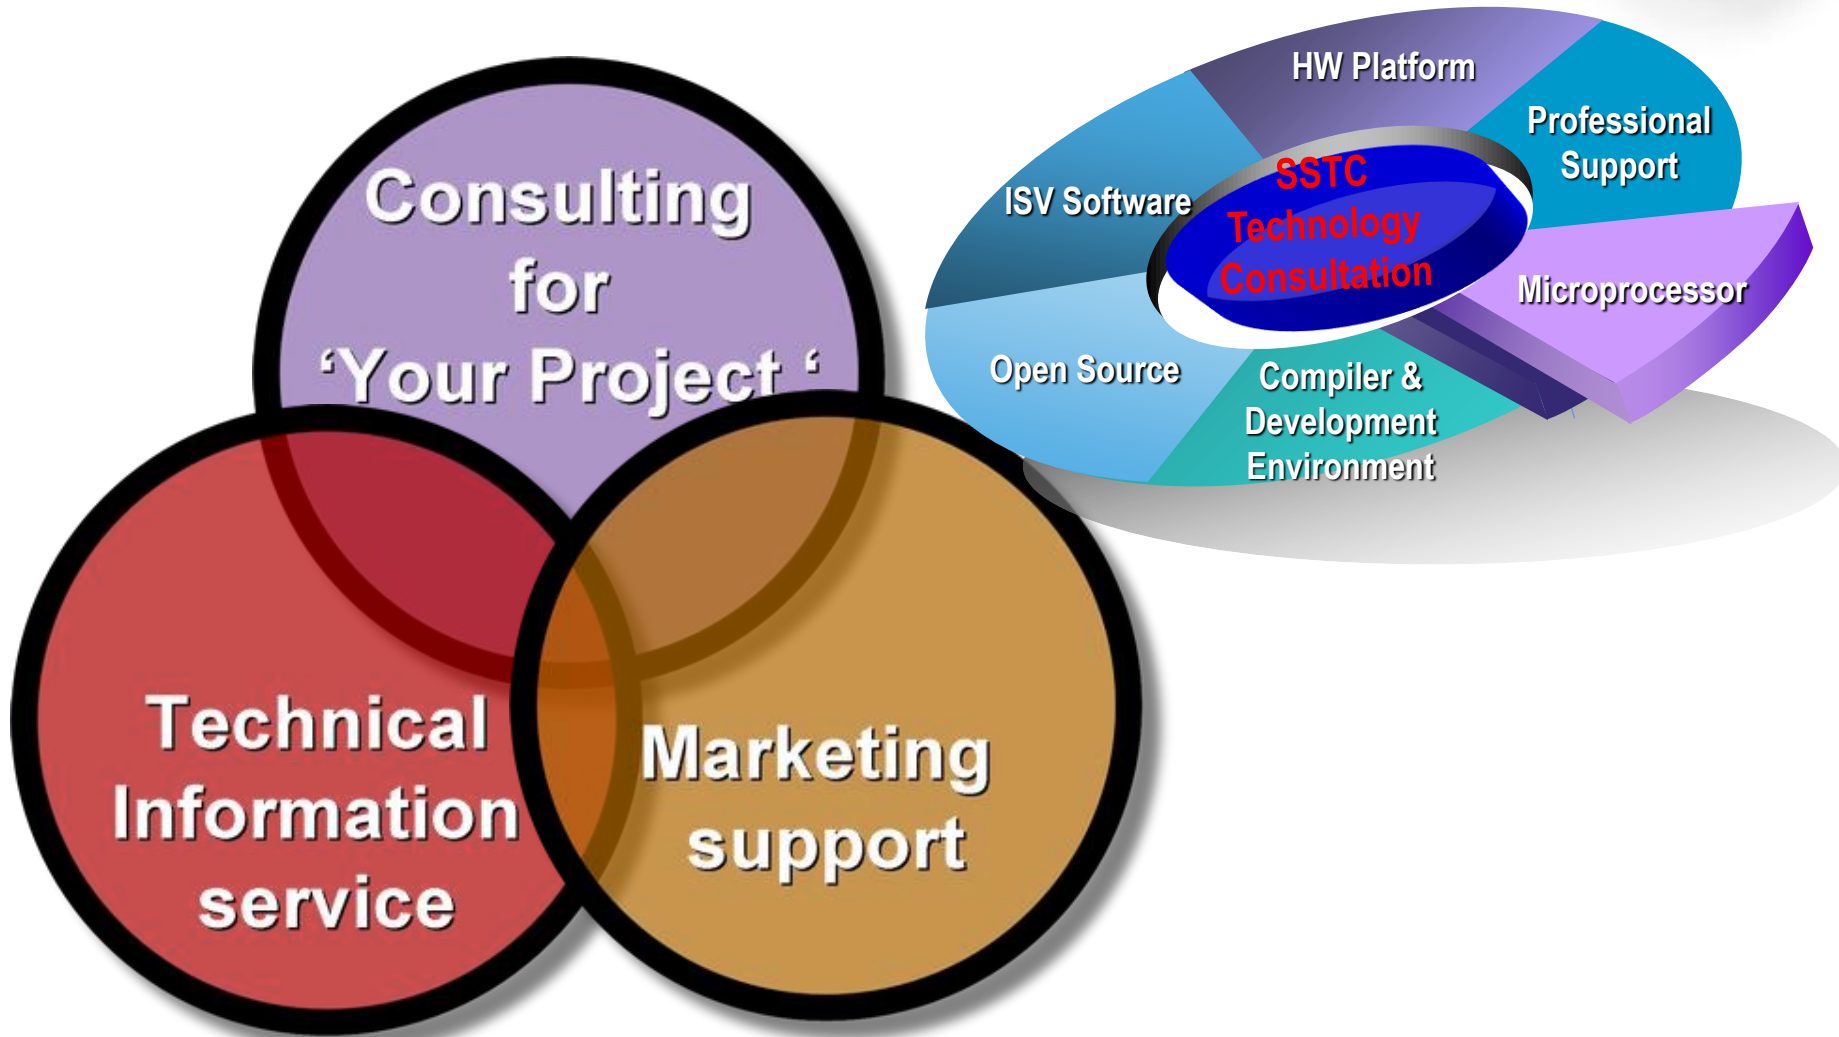 Consulting
for
‘Your Project ‘
Technical
Information
service
Marketing
support
HW Platform
Professional
Support
ISV Software
SSTC
Technology
Consultation
Microprocessor
Open Source
Compiler &
Development
Environment